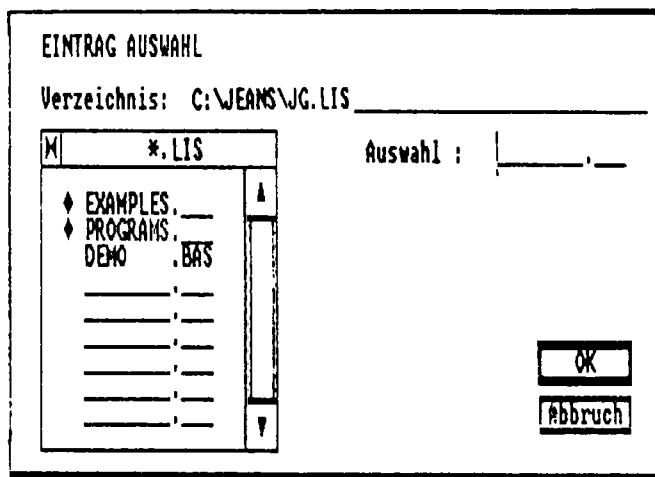 EINTRAG AUSWAHL
Verzeichnis: C:\JEANS\JG.LIS
*.LIS
Auswahl : .
EXAMPLES.
PROGRAMS.
DEMO .BAS
OK
Abbruch